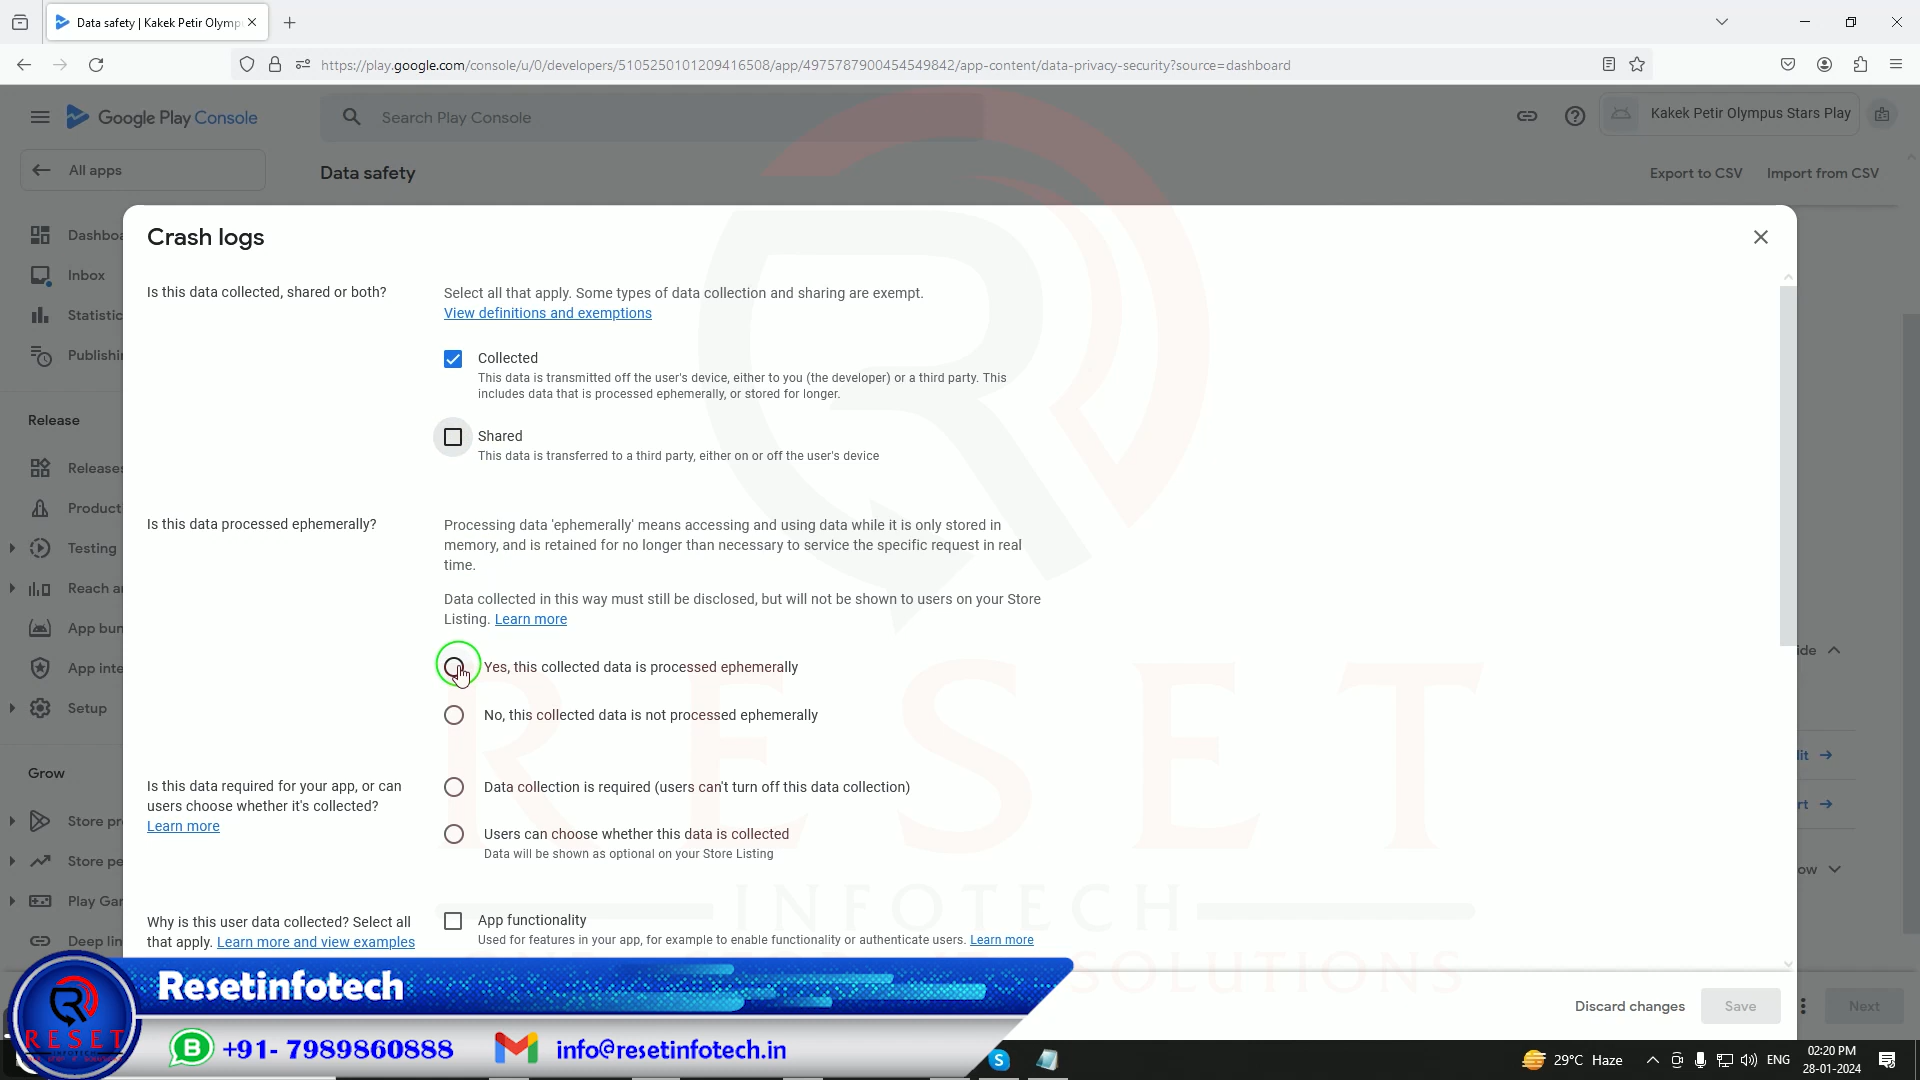 Data safety | Kakek Petir Olymp
https://play.google.com/console/u/0/developers/5105250101209416508/app/4975787900454549842/app-content/data-privacy-security?source=dashboard
Google Play Console
Search Play Console
Kakek Petir Olympus Stars Play
All apps
Data safety
Export to CSV
Import from CSV
Dashboa
Inbox
Statistic
Publishi
Release
Releases
Product
Testing
Reach a
App bun
App inte
Setup
Grow
Store pr
Store pe
Play Gar
Deep lin
Crash logs
Is this data collected, shared or both?
Select all that apply. Some types of data collection and sharing are exempt.
View definitions and exemptions
Collected
This data is transmitted off the user's device, either to you (the developer) or a third party. This
includes data that is processed ephemerally, or stored for longer.
Shared
This data is transferred to a third party, either on or off the user's device
Is this data processed ephemerally?
Processing data 'ephemerally' means accessing and using data while it is only stored in
memory, and is retained for no longer than necessary to service the specific request in real
time.
Data collected in this way must still be disclosed, but will not be shown to users on your Store
Listing. Learn more
Yes, this collected data is processed ephemerally
No, this collected data is not processed ephemerally
Is this data required for your app, or can
users choose whether it's collected?
Learn more
Data collection is required (users can't turn off this data collection)
Users can choose whether this data is collected
Data will be shown as optional on your Store Listing
Why is this user data collected? Select all
that apply. Learn more and view examples
App functionality
Used for features in your app, for example to enable functionality or authenticate users. Learn more
ide
lit
rt
ow
RESET
INFOTECH
SOLUTIONS
Discard changes
Save
Next
Resetinfotech
RESET
INFOTECH
+91- 7989860888
info@resetinfotech.in
29°C Haze
ENG
02:20 PM
28-01-2024